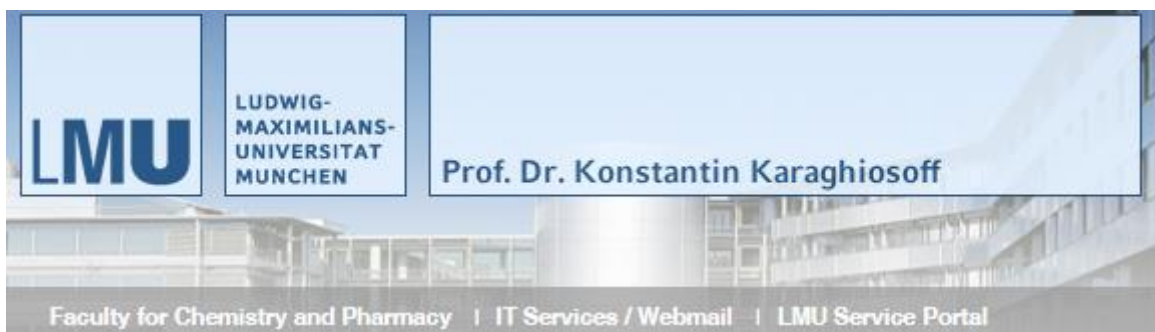 LMU
LUDWIG-
MAXIMILIANS-
UNIVERSITAT
MUNCHEN
Prof. Dr. Konstantin Karaghiosoff
Faculty for Chemistry and Pharmacy | IT Services / Webmail | LMU Service Portal